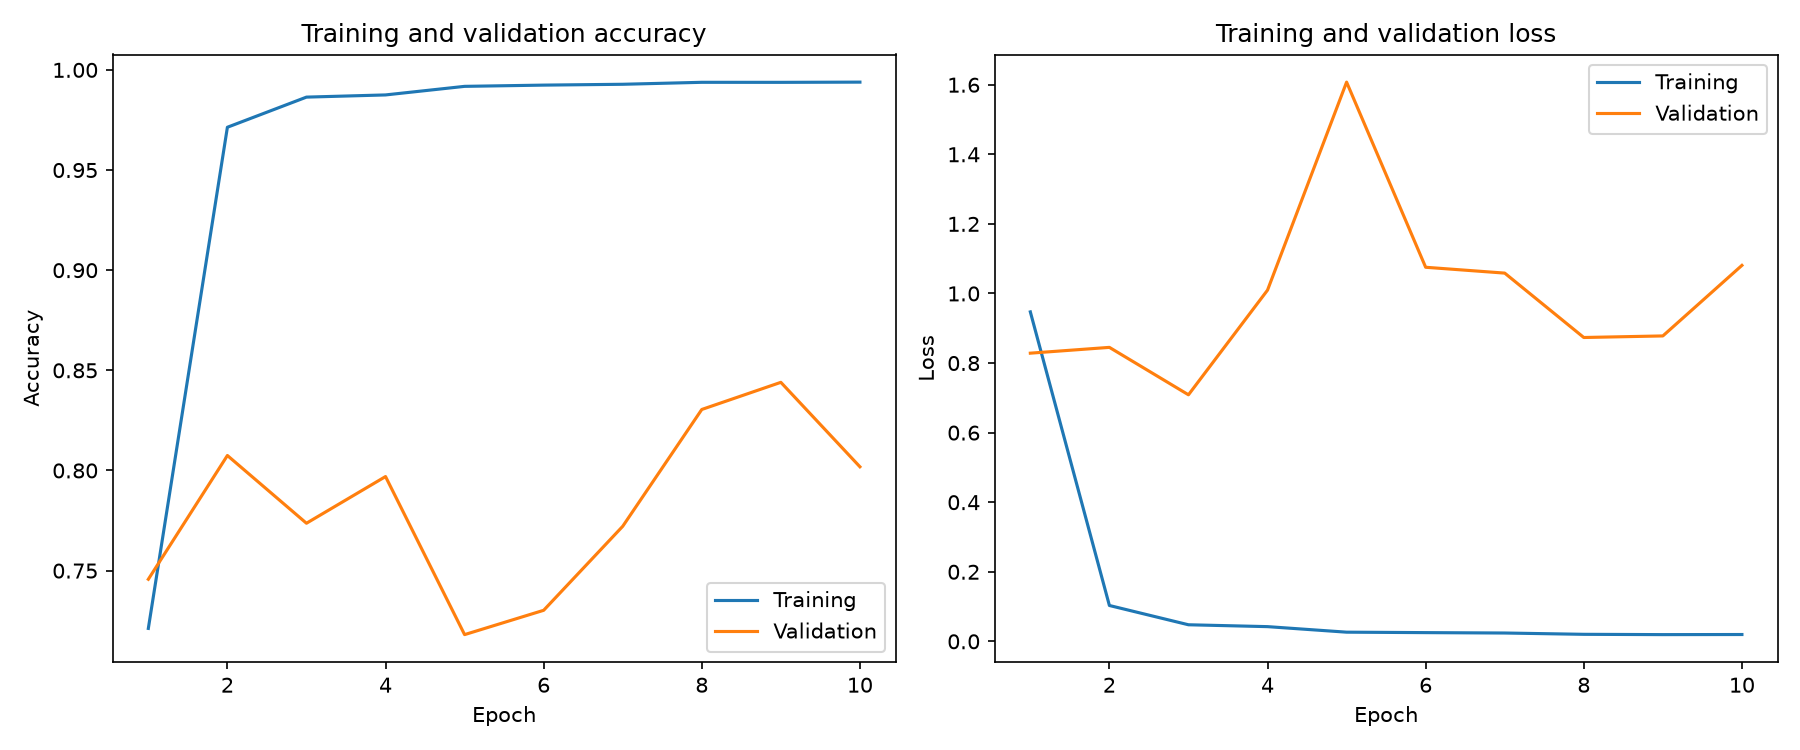 Training and validation accuracy
Accuracy
1.00
0.95
0.90
0.85
0.80
0.75
Training
Validation
2 4 6 8 10
Epoch
Training and validation loss
Loss
1.6
1.4
1.2
1.0
0.8
0.6
0.4
0.2
0.0
Training
Validation
2 4 6 8 10
Epoch